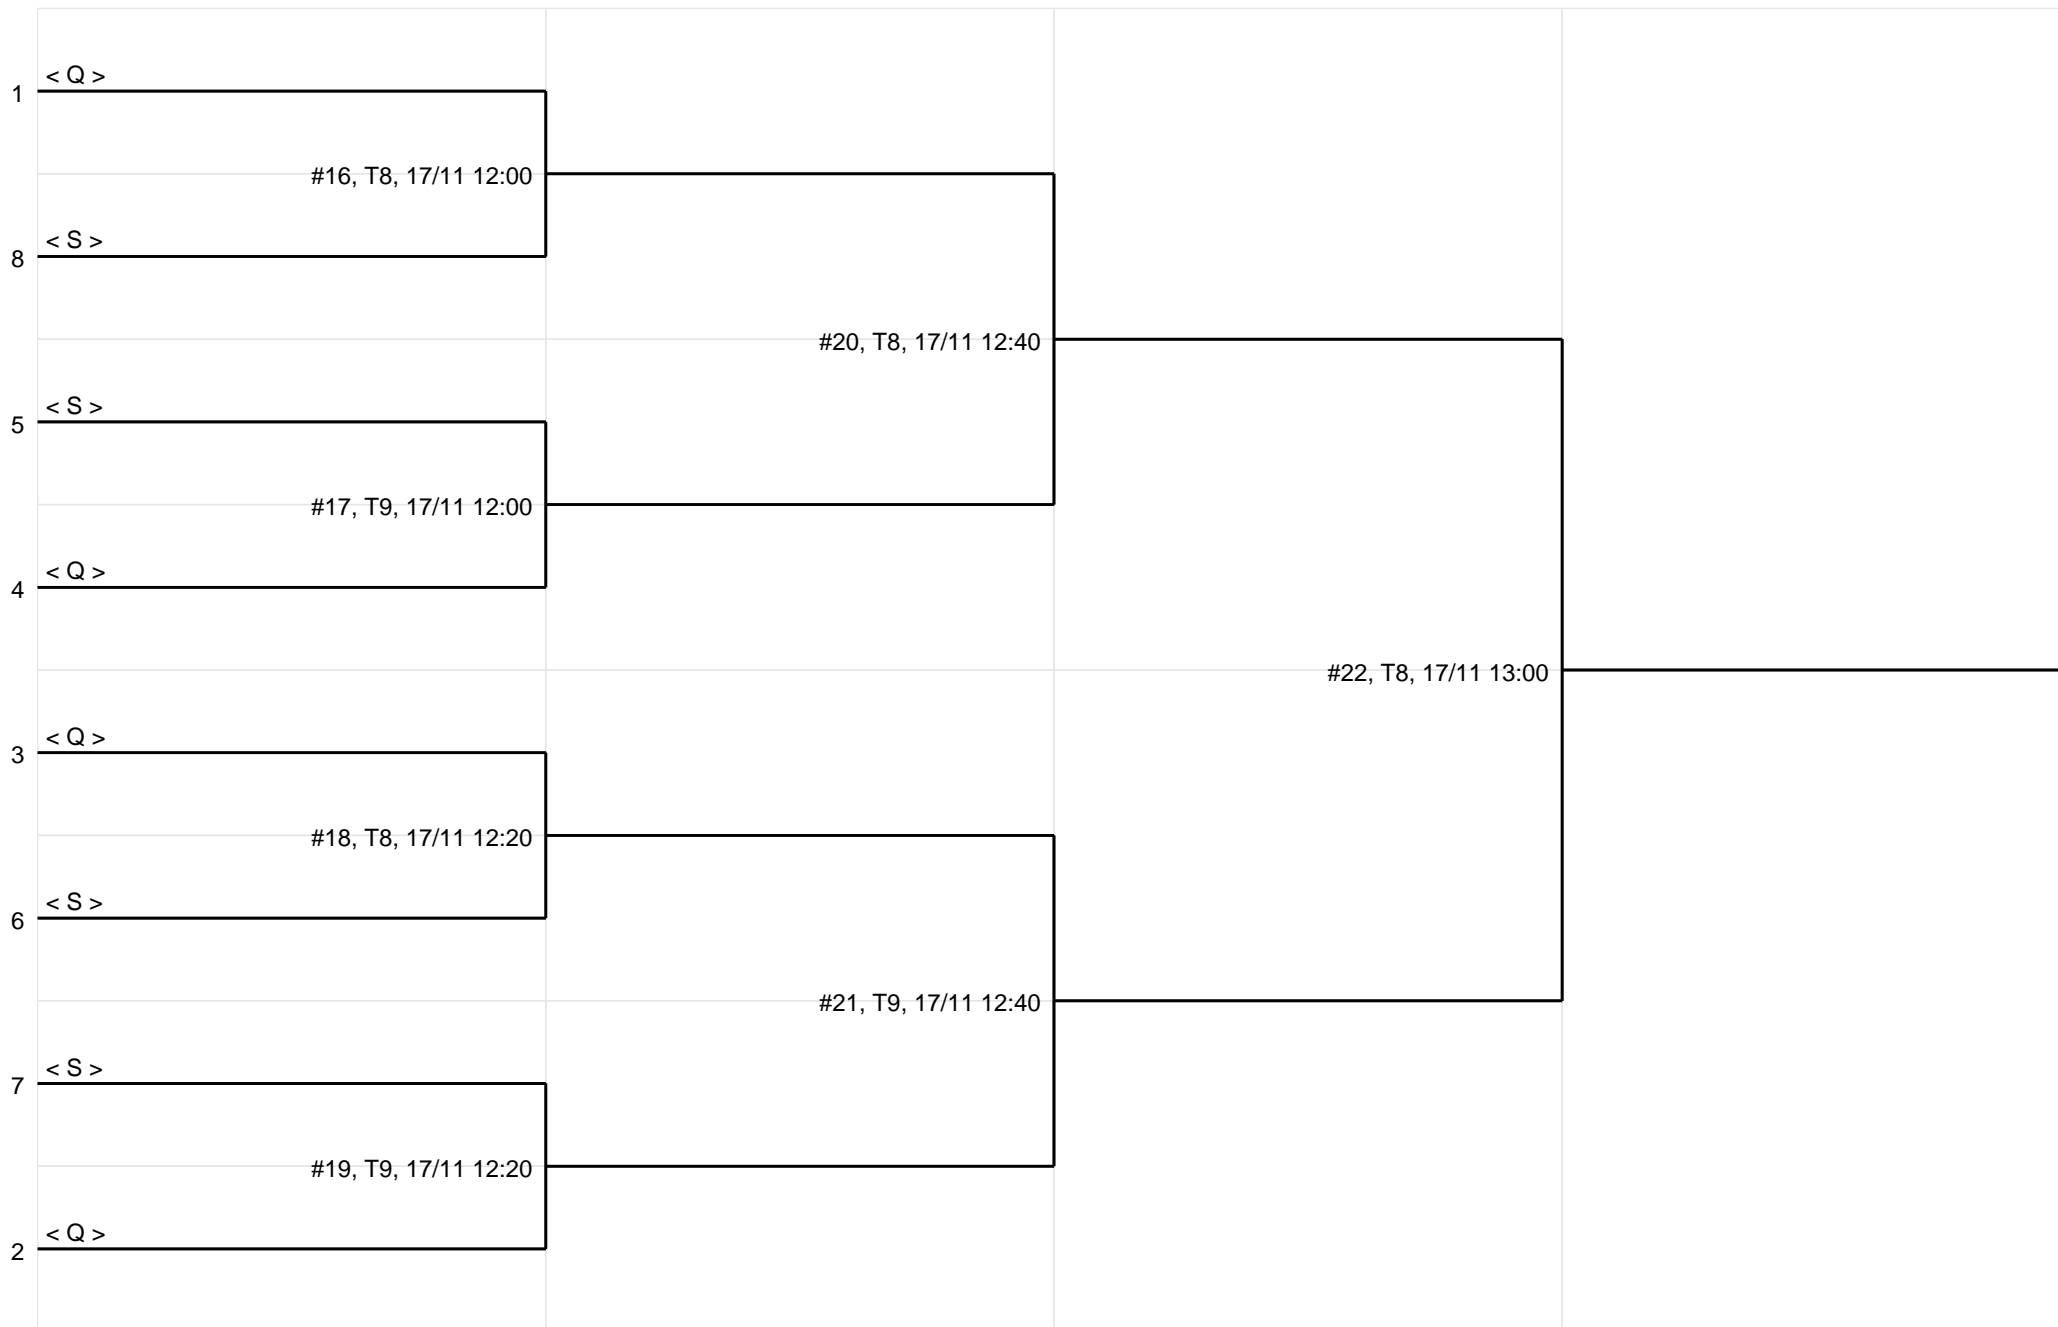 < Q >
1
#16, T8, 17/11 12:00
< S >
8
#20, T8, 17/11 12:40
< S >
5
#17, T9, 17/11 12:00
< Q >
4
#22, T8, 17/11 13:00
< Q >
3
#18, T8, 17/11 12:20
< S >
6
#21, T9, 17/11 12:40
< S >
7
#19, T9, 17/11 12:20
< Q >
2